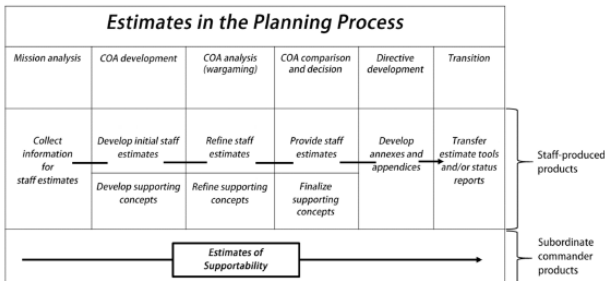 Estimates in the Planning Process
Mission analysis
COA development
COA analysis
(wargaming)
COA comparison
and decision
Directive
development
Transition
Collect
information
for
staff estimates
Develop initial staff
estimates
Refine staff
estimates
Provide staff
estimates
Develop
annexes and
appendices
Transfer
estimate tools
and/or status
reports
Develop supporting
concepts
Refine supporting
concepts
Finalize
supporting
concepts
Staff-produced
products
Estimates of
Supportability
Subordinate
commander
products